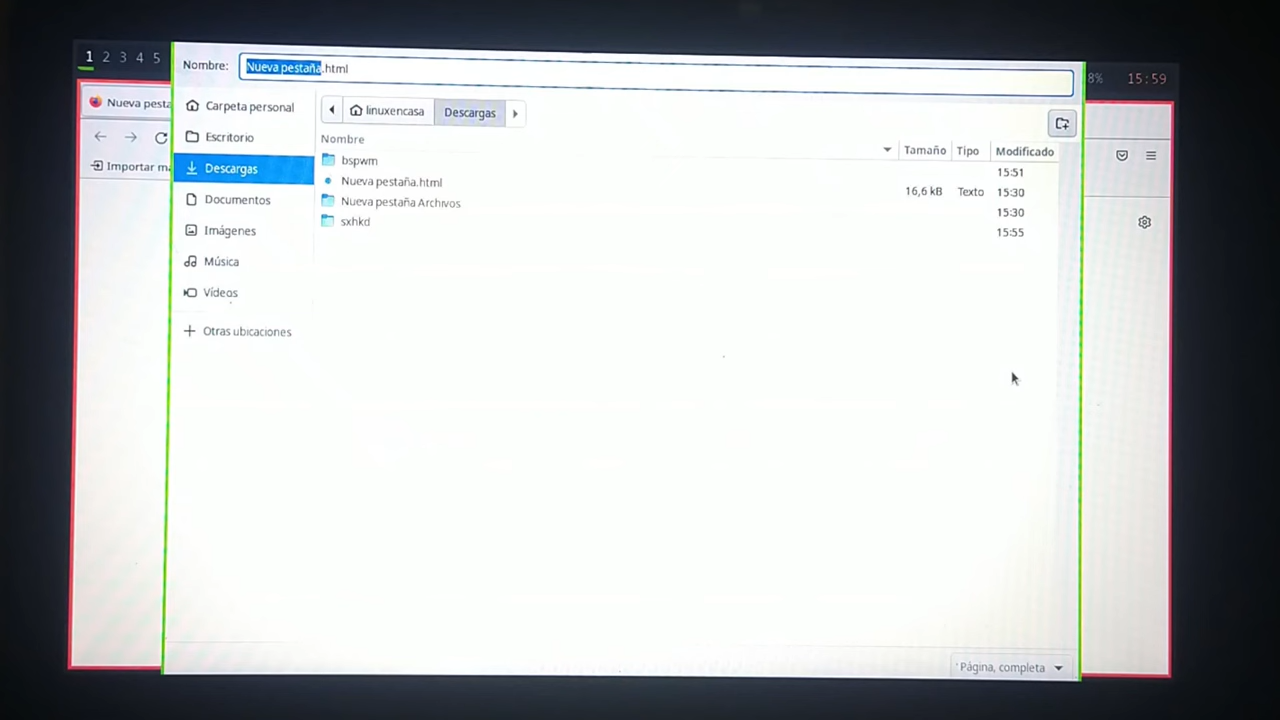 1 2 3 4 5
8% 15:59
Nombre: Nueva pestaña.html
Nueva pesta
Importar ma
Carpeta personal
Escritorio
Descargas
Documentos
Imágenes
Música
Vídeos
Otras ubicaciones
linuxencasa Descargas
Nombre Tamaño Tipo Modificado
bspwm 15:51
Nueva pestaña.html 16,6 kB Texto 15:30
Nueva pestaña Archivos 15:30
sxhkd 15:55
Página, completa